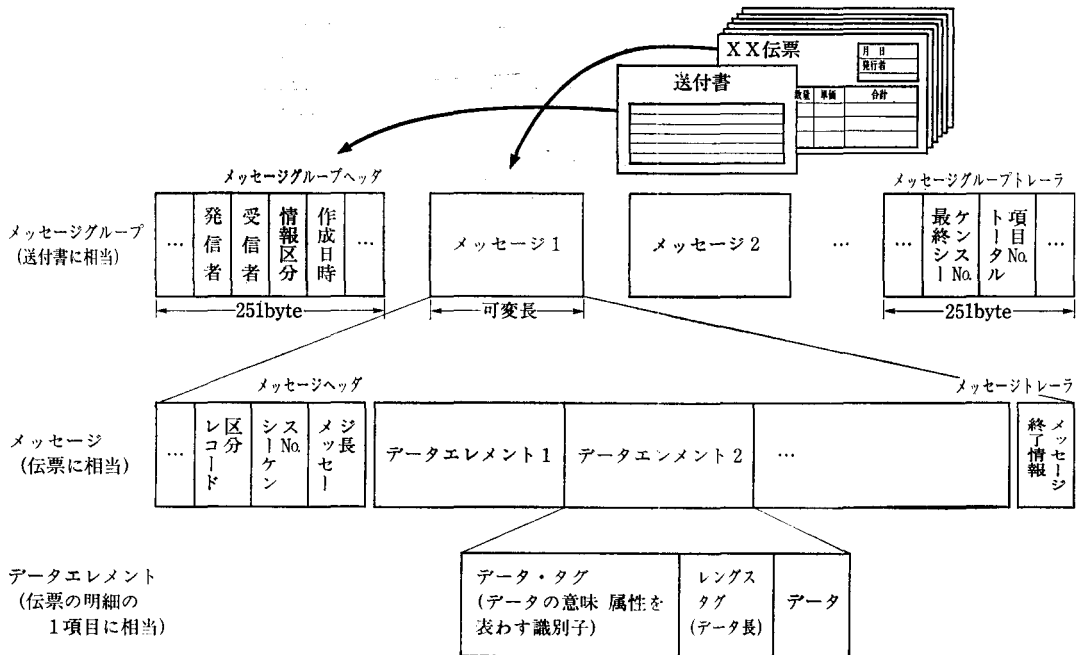 XX伝票
月 日
発行者
数量 単価 合計
送付書
メッセージグループヘッダ
メッセージグループトレーラ
メッセージグループ
(送付書に相当)
…
発信者
受信者
情報区分
作成日時
…
メッセージ1
メッセージ2
…
…
最終シーケンスNo.
トータル項目No.
…
251byte
可変長
251byte
メッセージヘッダ
メッセージトレーラ
メッセージ
(伝票に相当)
…
レコード区分
シーケンスNo.
メッセージ長
データエレメント1
データエンメント2
…
メッセージ終了情報
データエレメント
(伝票の明細の
1項目に相当)
データ・タグ
(データの意味 属性を
表わす識別子)
レングス
タグ
(データ長)
データ